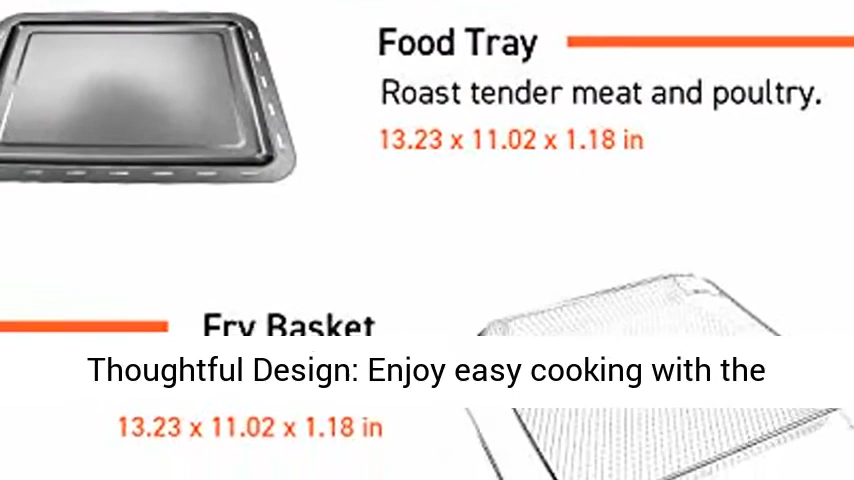 Food Tray
Roast tender meat and poultry.
13.23 x 11.02 x 1.18 in
Fry Basket
Thoughtful Design: Enjoy easy cooking with the
13.23 x 11.02 x 1.18 in